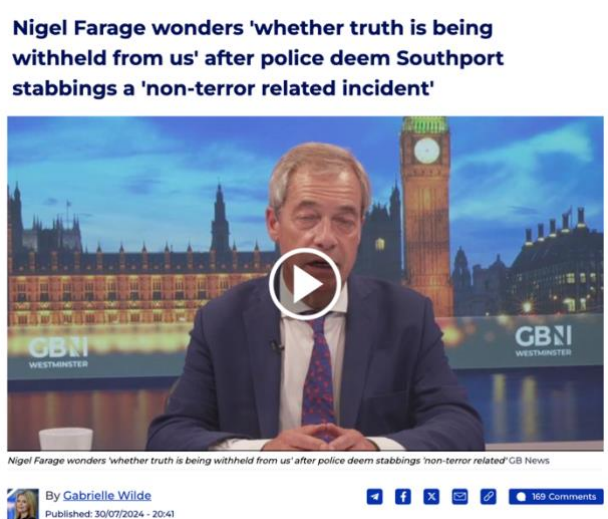 Nigel Farage wonders 'whether truth is being
withheld from us' after police deem Southport
stabbings a 'non-terror related incident'
GBN
WESTMINSTER
GBN
WESTMINSTER
Nigel Farage wonders 'whether truth is being withheld from us' after police deem stabbings 'non-terror related' GB News
By Gabrielle Wilde
169 Comments
Published: 30/07/2024 - 20:41